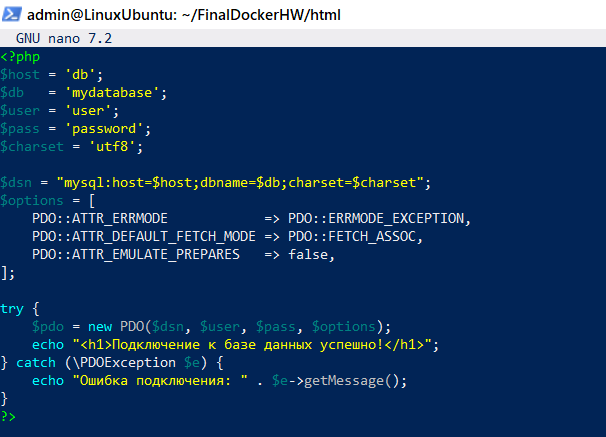 admin@LinuxUbuntu: ~/FinalDockerHW/html
GNU nano 7.2
<?php
$host = 'db';
$db   = 'mydatabase';
$user = 'user';
$pass = 'password';
$charset = 'utf8';

$dsn = "mysql:host=$host;dbname=$db;charset=$charset";
$options = [
    PDO::ATTR_ERRMODE            => PDO::ERRMODE_EXCEPTION,
    PDO::ATTR_DEFAULT_FETCH_MODE => PDO::FETCH_ASSOC,
    PDO::ATTR_EMULATE_PREPARES   => false,
];

try {
    $pdo = new PDO($dsn, $user, $pass, $options);
    echo "<h1>Подключение к базе данных успешно!</h1>";
} catch (\PDOException $e) {
    echo "Ошибка подключения: " . $e->getMessage();
}
?>